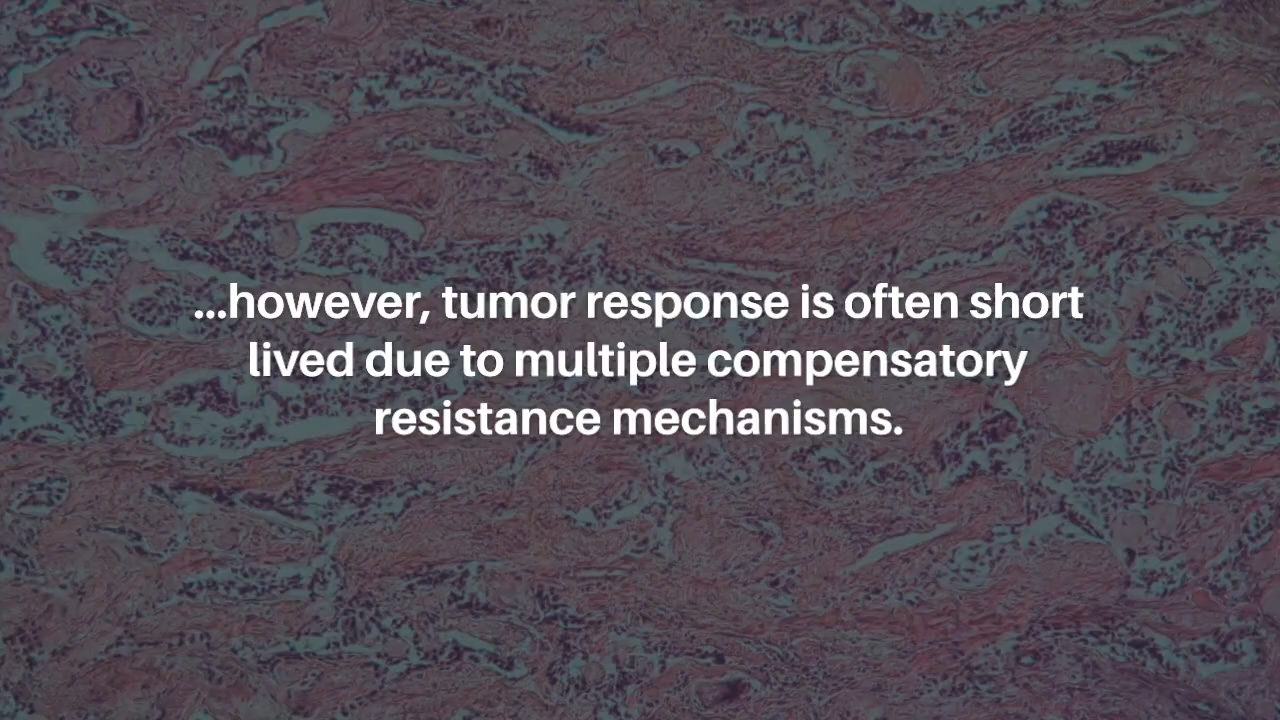 ...however, tumor response is often short
lived due to multiple compensatory
resistance mechanisms.